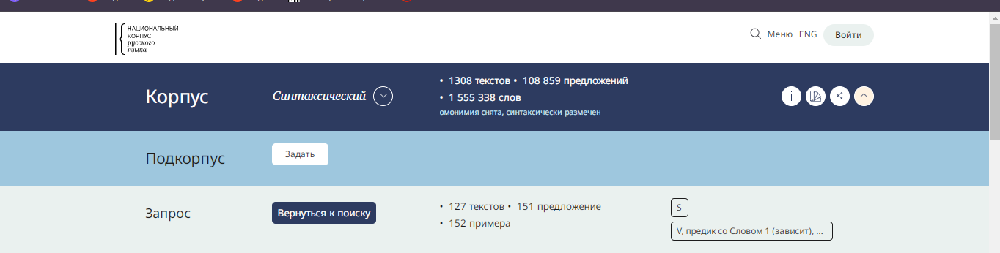 НАЦИОНАЛЬНЫЙ
КОРПУС
русского
языка
Меню ENG Войти
Корпус
Синтаксический
• 1308 текстов • 108 859 предложений
• 1 555 338 слов
омонимия снята, синтаксически размечен
Подкорпус
Задать
Запрос
Вернуться к поиску
• 127 текстов • 151 предложение
• 152 примера
S
V, предик со Словом 1 (зависит), ...